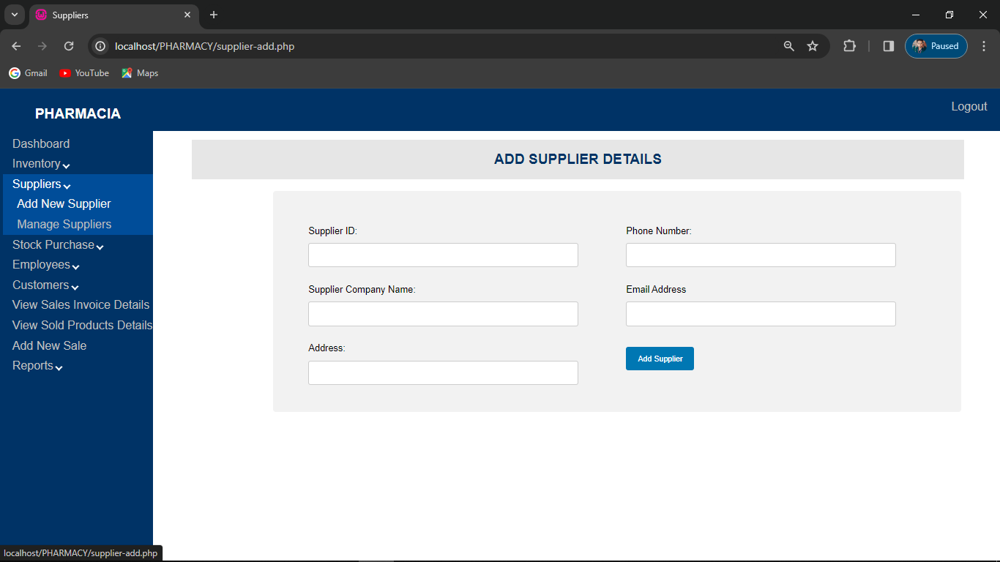 Suppliers
localhost/PHARMACY/supplier-add.php
Paused
Gmail
YouTube
Maps
PHARMACIA
Logout
Dashboard
Inventory
Suppliers
Add New Supplier
Manage Suppliers
Stock Purchase
Employees
Customers
View Sales Invoice Details
View Sold Products Details
Add New Sale
Reports
ADD SUPPLIER DETAILS
Supplier ID:
Phone Number:
Supplier Company Name:
Email Address
Address:
Add Supplier
localhost/PHARMACY/supplier-add.php